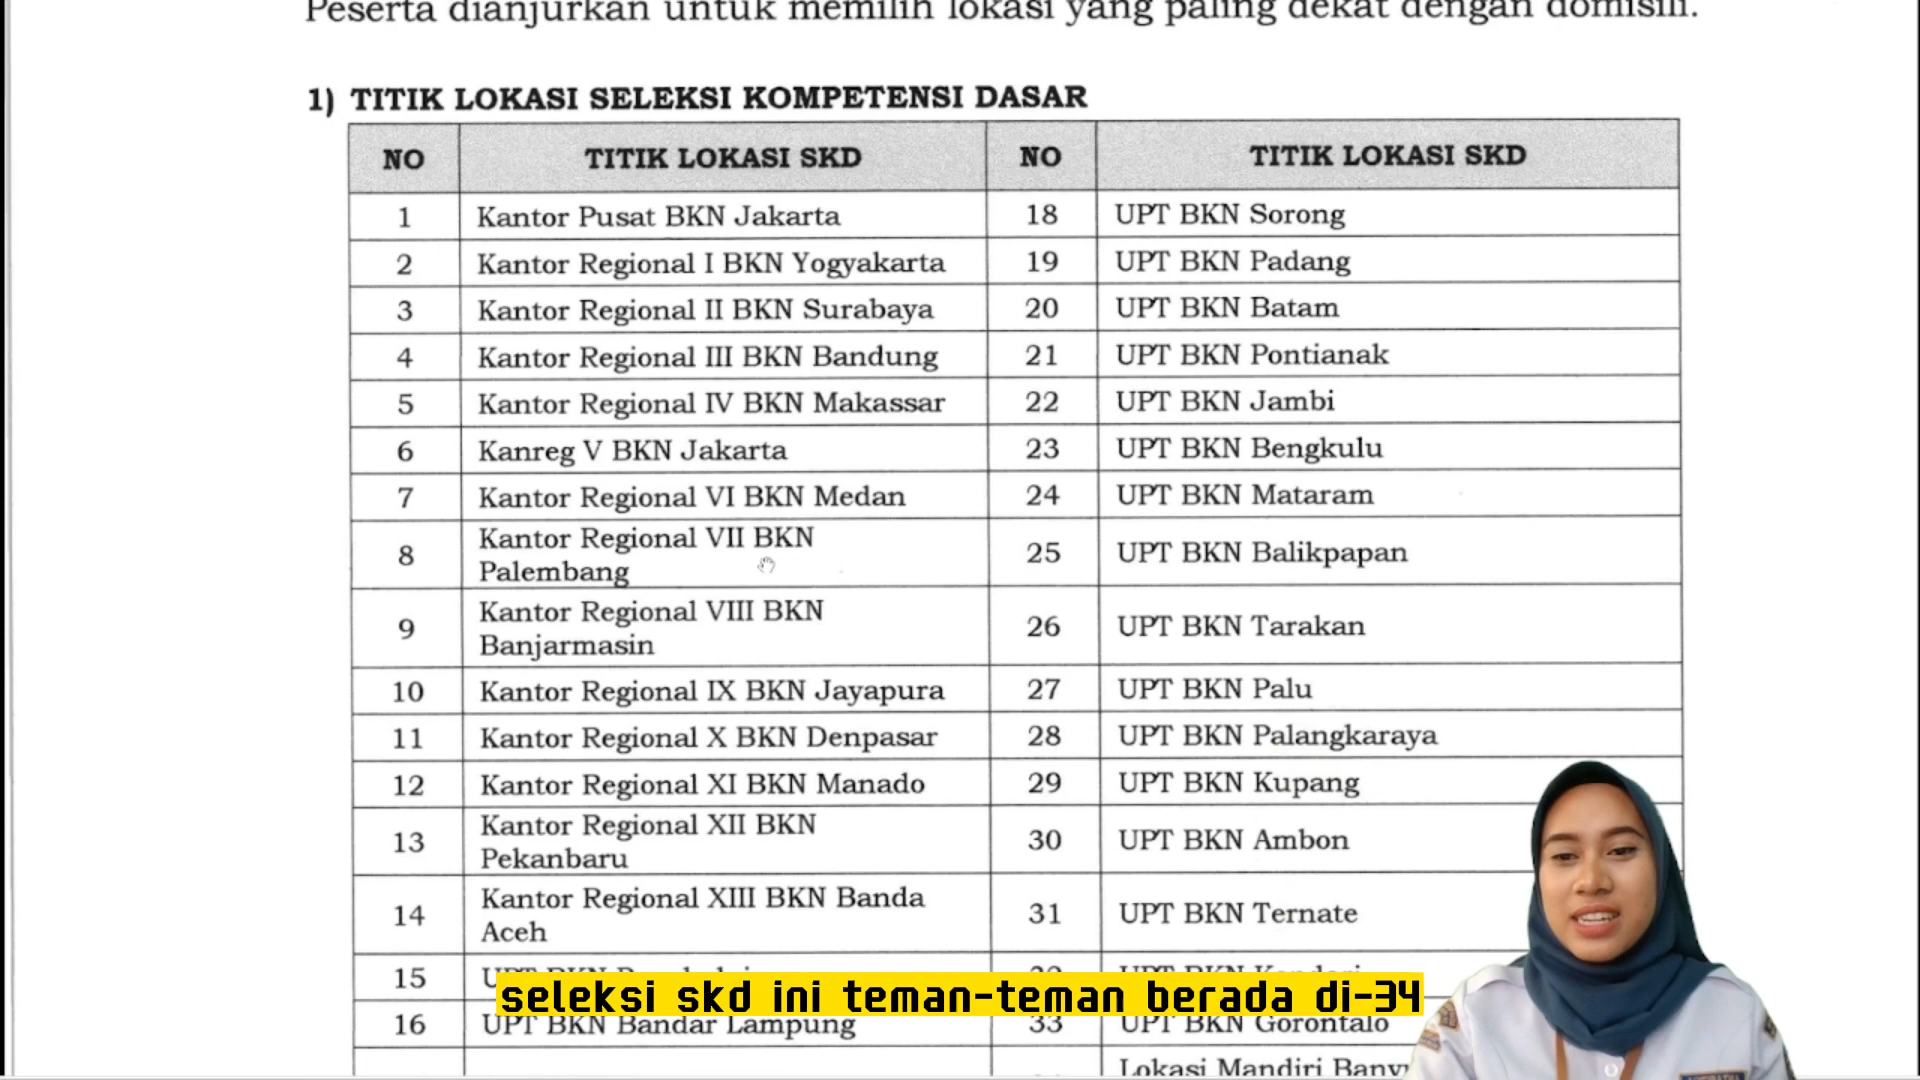 Peserta dianjurkan untuk memilih lokasi yang paling dekat dengan domisili.
1) TITIK LOKASI SELEKSI KOMPETENSI DASAR
NO TITIK LOKASI SKD NO TITIK LOKASI SKD
1 Kantor Pusat BKN Jakarta 18 UPT BKN Sorong
2 Kantor Regional I BKN Yogyakarta 19 UPT BKN Padang
3 Kantor Regional II BKN Surabaya 20 UPT BKN Batam
4 Kantor Regional III BKN Bandung 21 UPT BKN Pontianak
5 Kantor Regional IV BKN Makassar 22 UPT BKN Jambi
6 Kanreg V BKN Jakarta 23 UPT BKN Bengkulu
7 Kantor Regional VI BKN Medan 24 UPT BKN Mataram
8 Kantor Regional VII BKN
Palembang 25 UPT BKN Balikpapan
9 Kantor Regional VIII BKN
Banjarmasin 26 UPT BKN Tarakan
10 Kantor Regional IX BKN Jayapura 27 UPT BKN Palu
11 Kantor Regional X BKN Denpasar 28 UPT BKN Palangkaraya
12 Kantor Regional XI BKN Manado 29 UPT BKN Kupang
13 Kantor Regional XII BKN
Pekanbaru 30 UPT BKN Ambon
14 Kantor Regional XIII BKN Banda
Aceh 31 UPT BKN Ternate
15 UPT BKN
seleksi skd ini teman-teman berada di-34
16 UPT BKN Bandar Lampung 33 UPT BKN Gorontalo
Lokasi Mandiri